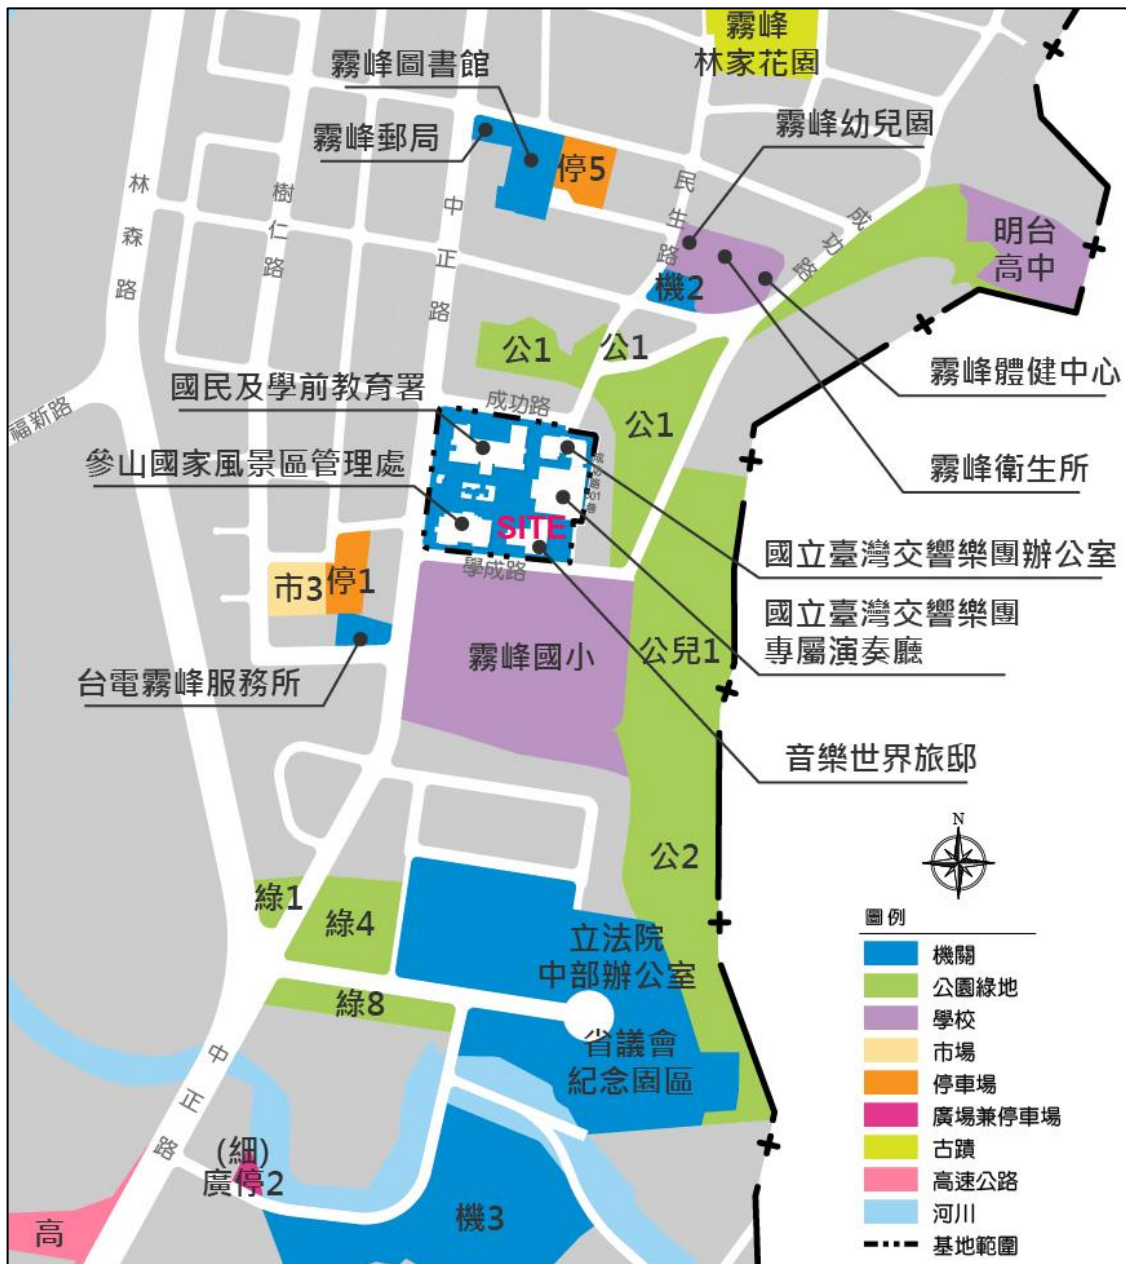 霧峰
林家花園
霧峰圖書館
霧峰幼兒園
霧峰郵局
停5
林森路
樹仁路
中正路
民生路
成功路
明台
高中
機2
公1
公1
霧峰體健中心
國民及學前教育署
成功路
福新路
公1
參山國家風景區管理處
霧峰衛生所
SITE
國立臺灣交響樂團辦公室
學成路
市3
停1
國立臺灣交響樂團
專屬演奏廳
霧峰國小
公兒1
台電霧峰服務所
音樂世界旅邸
公2
N
綠1
綠4
立法院
中部辦公室
綠8
省議會
紀念園區
中正路
(細)
廣停2
機3
高
圖例
機關
公園綠地
學校
市場
停車場
廣場兼停車場
古蹟
高速公路
河川
基地範圍